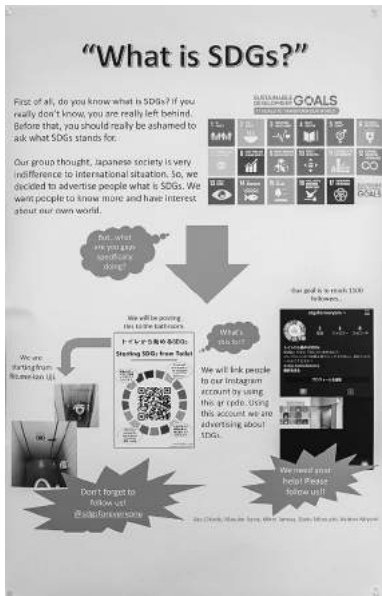 "What is SDGs?"
First of all, do you know what is SDGs? If you
really don't know, you are really left behind.
Before that, you should really be ashamed to
ask what SDGs stands for.
Our group thought, Japanese society is very
indifference to international situation. So, we
decided to advertise people what is SDGs. We
want people to know more and have interest
about our own world.
SUSTAINABLE
DEVELOPMENT GOALS
GOALS
But..what
are you guys
specifically
doing?
Our goal is to reach 1500
followers..
We will be posting
this to the bathroom.
トイレから始めるSDGs
Starting SDGs from Toilet
What's
this for?
We are
starting from
We will link people
to our Instagram
account by using
this qr code. Using
this account we are
advertising about
SDGs.
Don't forget to
follow us!
We need your
help! Please
follow us!!